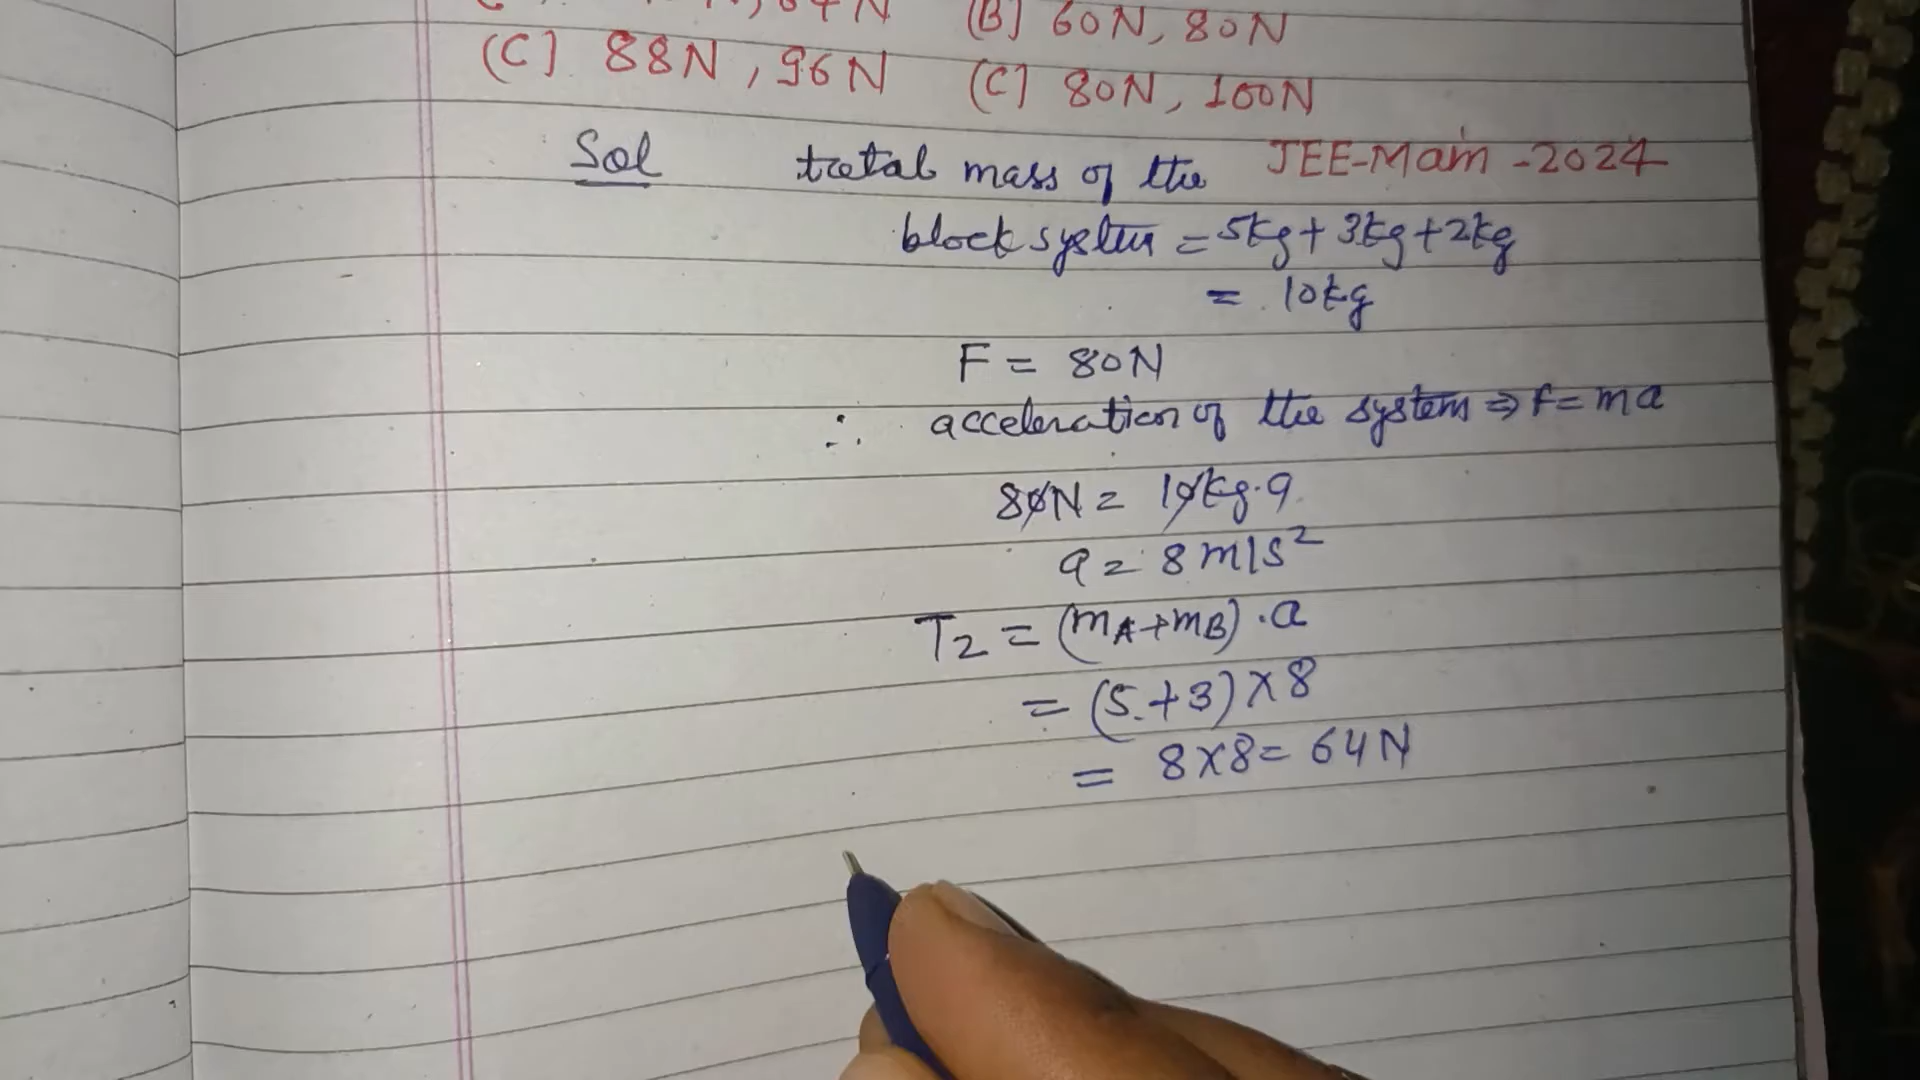 64N (B) 60N, 80N
(C) 88N, 96N (C) 80N, 100N
Sol total mass of the JEE-Main-2024
block system = 5kg + 3kg + 2kg
= 10kg
F = 80N
∴ acceleration of the system ⇒ f = ma
80N = 10kg·a
a = 8 m/s²
T₂ = (mA + mB) · a
= (5 + 3) × 8
= 8 × 8 = 64N